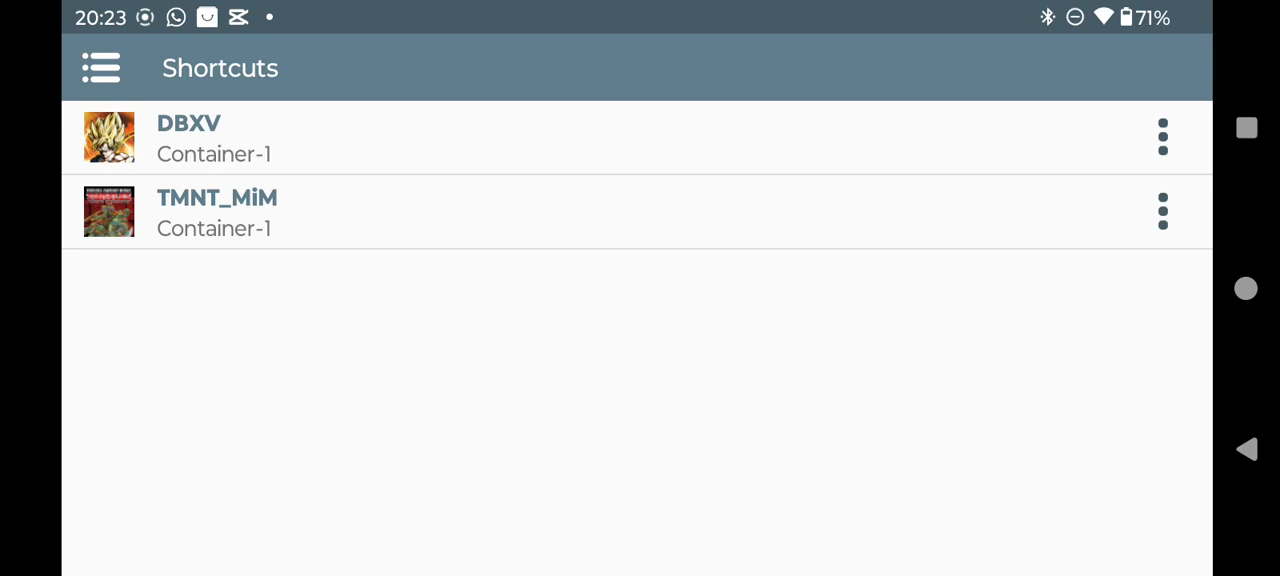 20:23 71%
Shortcuts
DBXV
Container-1
TMNT_MiM
Container-1